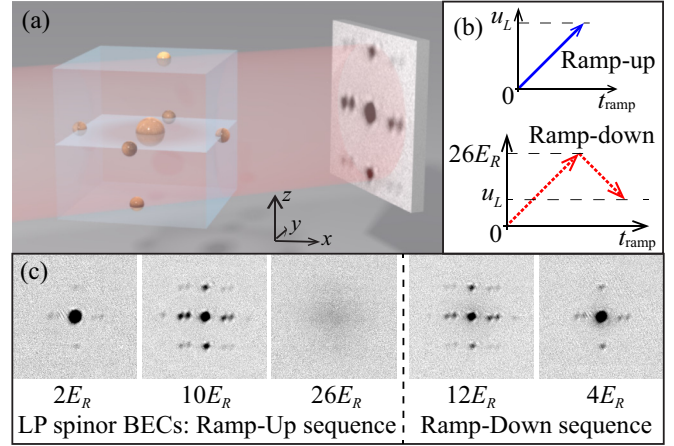 (a)
z
y
x
(b)
u_L
Ramp-up
0
t_ramp
Ramp-down
26E_R
u_L
0
t_ramp
(c)
2E_R 10E_R 26E_R 12E_R 4E_R
LP spinor BECs: Ramp-Up sequence Ramp-Down sequence